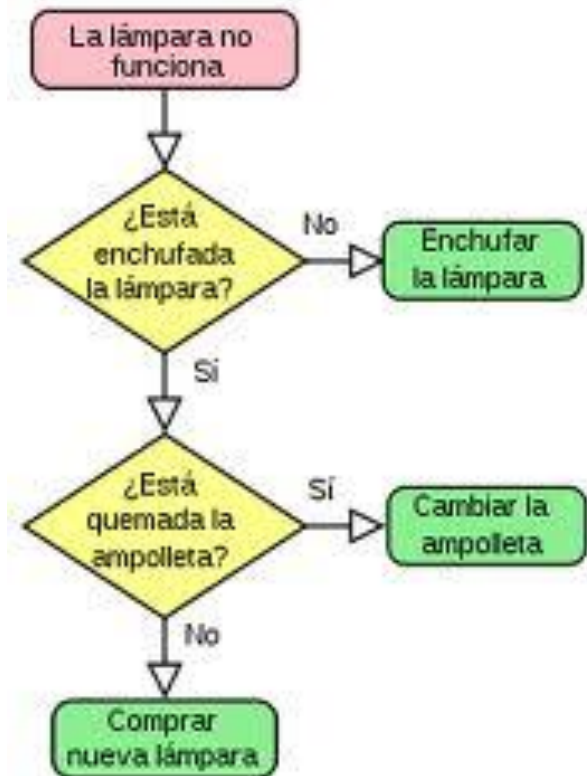 La lámpara no
funciona
¿Está
enchufada
la lámpara?
No
Enchufar
la lámpara
Sí
¿Está
quemada la
ampolleta?
Sí
Cambiar la
ampolleta
No
Comprar
nueva lámpara